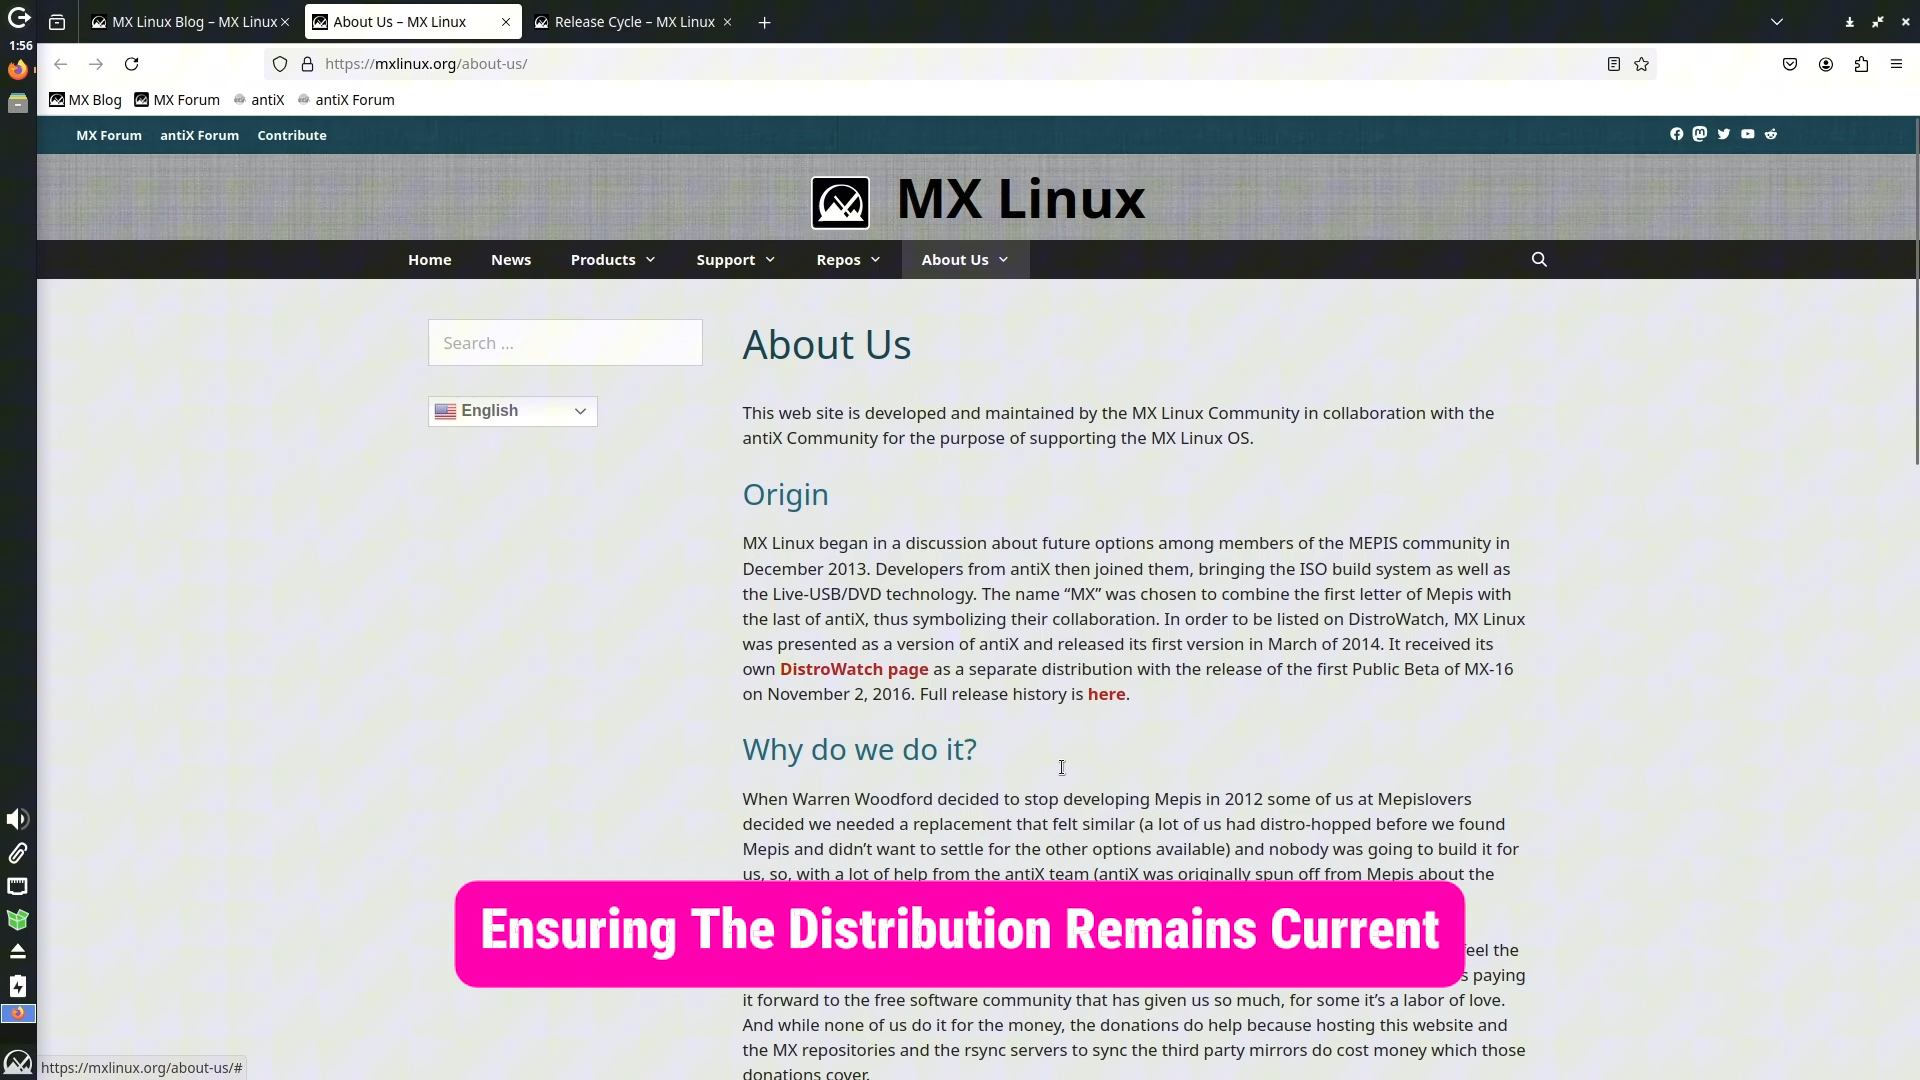 MX Linux Blog – MX Linux
About Us – MX Linux
Release Cycle – MX Linux
1:56
https://mxlinux.org/about-us/
MX Blog
MX Forum
antiX
antiX Forum
MX Forum
antiX Forum
Contribute
MX Linux
Home
News
Products
Support
Repos
About Us
Search ...
English
About Us
This web site is developed and maintained by the MX Linux Community in collaboration with the
antiX Community for the purpose of supporting the MX Linux OS.
Origin
MX Linux began in a discussion about future options among members of the MEPIS community in
December 2013. Developers from antiX then joined them, bringing the ISO build system as well as
the Live-USB/DVD technology. The name “MX” was chosen to combine the first letter of Mepis with
the last of antiX, thus symbolizing their collaboration. In order to be listed on DistroWatch, MX Linux
was presented as a version of antiX and released its first version in March of 2014. It received its
own DistroWatch page as a separate distribution with the release of the first Public Beta of MX-16
on November 2, 2016. Full release history is here.
Why do we do it?
When Warren Woodford decided to stop developing Mepis in 2012 some of us at Mepislovers
decided we needed a replacement that felt similar (a lot of us had distro-hopped before we found
Mepis and didn’t want to settle for the other options available) and nobody was going to build it for
us, so, with a lot of help from the antiX team (antiX was originally spun off from Mepis about the
Ensuring The Distribution Remains Current
the
paying
it forward to the free software community that has given us so much, for some it’s a labor of love.
And while none of us do it for the money, the donations do help because hosting this website and
the MX repositories and the rsync servers to sync the third party mirrors do cost money which those
donations cover.
https://mxlinux.org/about-us/#